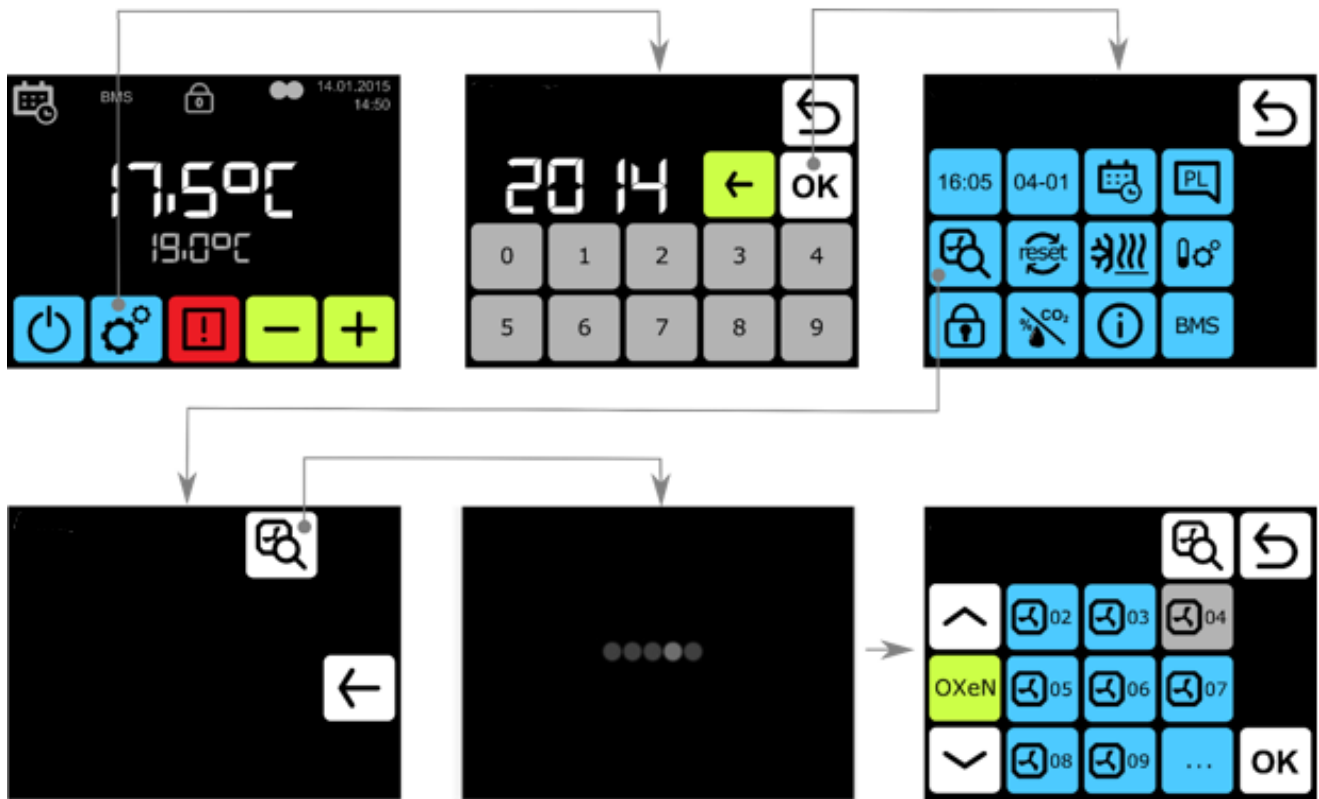 BMS 0 14.01.2015
14:50
17.5°C
19.0°C
2014 OK
0 1 2 3 4
5 6 7 8 9
16:05 04-01 PL
reset
% CO₂
BMS
02 03 04
OXeN 05 06 07
08 09 ... OK